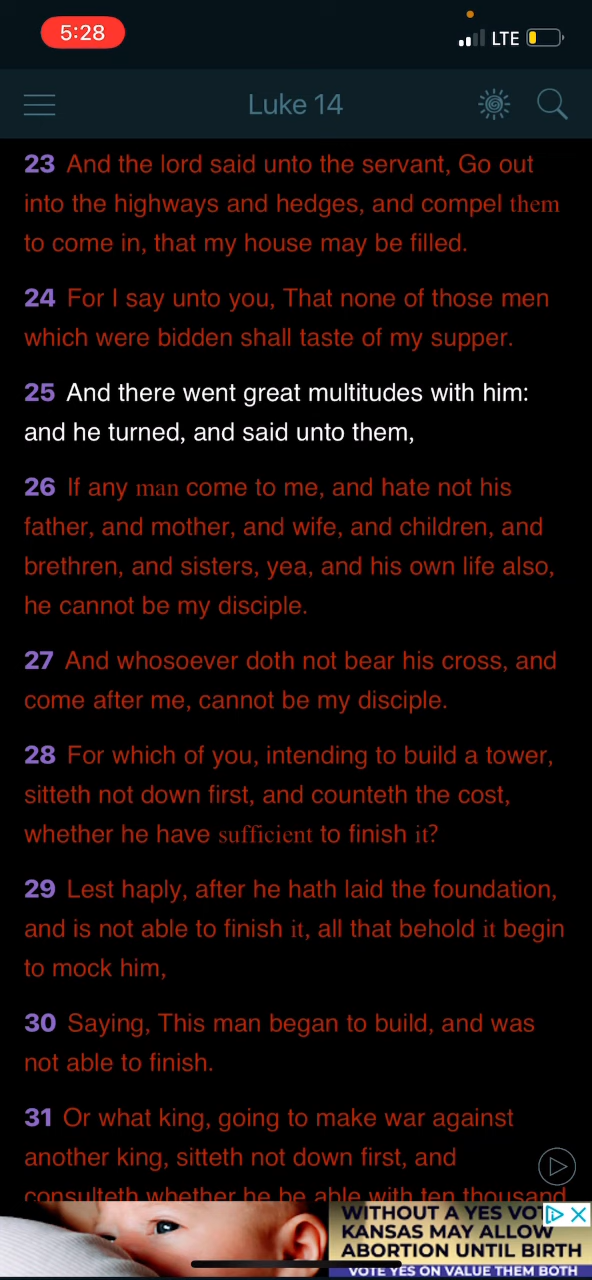 5:28
LTE
Luke 14
23 And the lord said unto the servant, Go out
into the highways and hedges, and compel them
to come in, that my house may be filled.
24 For I say unto you, That none of those men
which were bidden shall taste of my supper.
25 And there went great multitudes with him:
and he turned, and said unto them,
26 If any man come to me, and hate not his
father, and mother, and wife, and children, and
brethren, and sisters, yea, and his own life also,
he cannot be my disciple.
27 And whosoever doth not bear his cross, and
come after me, cannot be my disciple.
28 For which of you, intending to build a tower,
sitteth not down first, and counteth the cost,
whether he have sufficient to finish it?
29 Lest haply, after he hath laid the foundation,
and is not able to finish it, all that behold it begin
to mock him,
30 Saying, This man began to build, and was
not able to finish.
31 Or what king, going to make war against
another king, sitteth not down first, and
consulteth whether he be able with ten thousand
WITHOUT A YES VOT
KANSAS MAY ALLOW
ABORTION UNTIL BIRTH
VOTE YES ON VALUE THEM BOTH